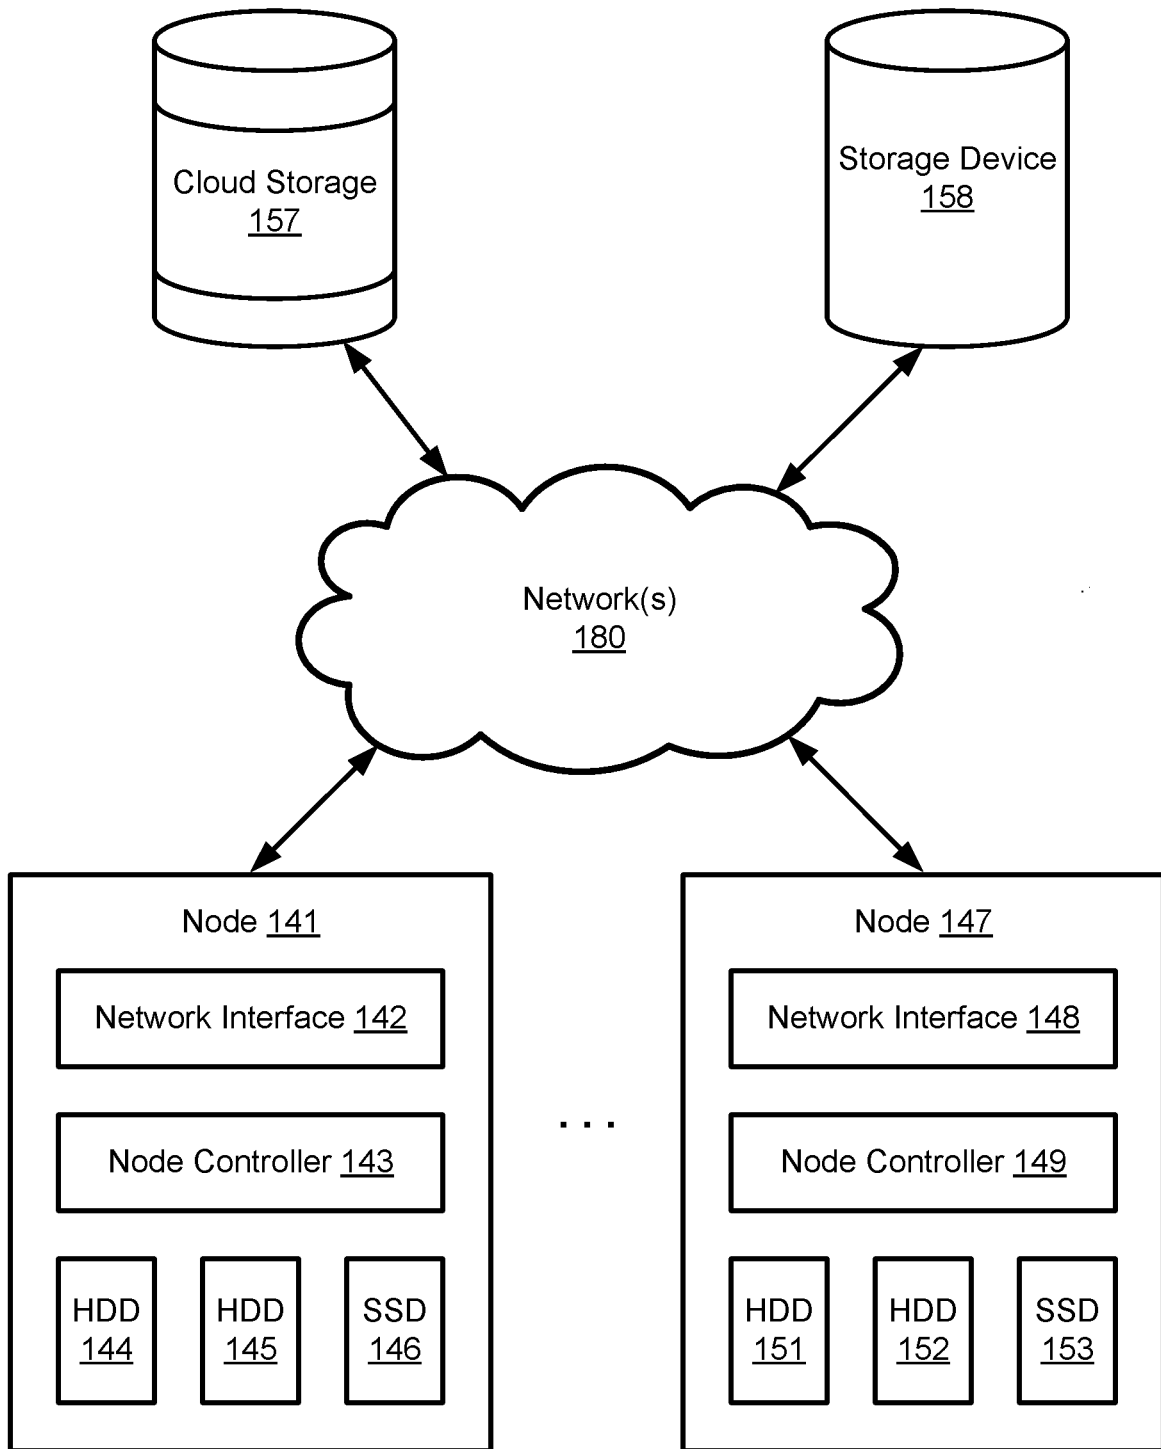 Cloud Storage
157
Storage Device
158
Network(s)
180
Node 141
Network Interface 142
Node Controller 143
HDD
144
HDD
145
SSD
146
. . .
Node 147
Network Interface 148
Node Controller 149
HDD
151
HDD
152
SSD
153